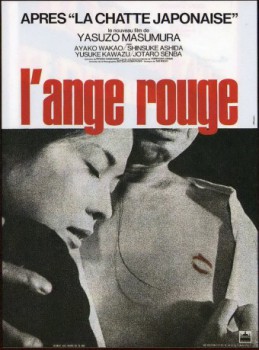 APRES "LA CHATTE JAPONAISE"
le nouveau film de
YASUZO MASUMURA
AYAKO WAKAO/SHINSUKE ASHIDA
YUSUKE KAWAZU/JOTARO SENBA
l'ange rouge